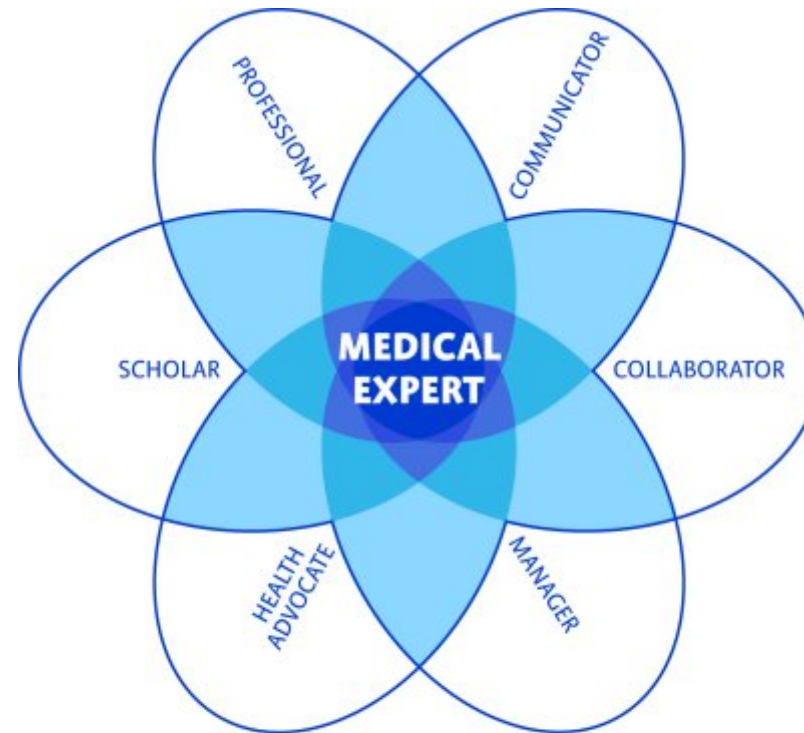 PROFESSIONAL
COMMUNICATOR
SCHOLAR
MEDICAL
EXPERT
COLLABORATOR
HEALTH
ADVOCATE
MANAGER